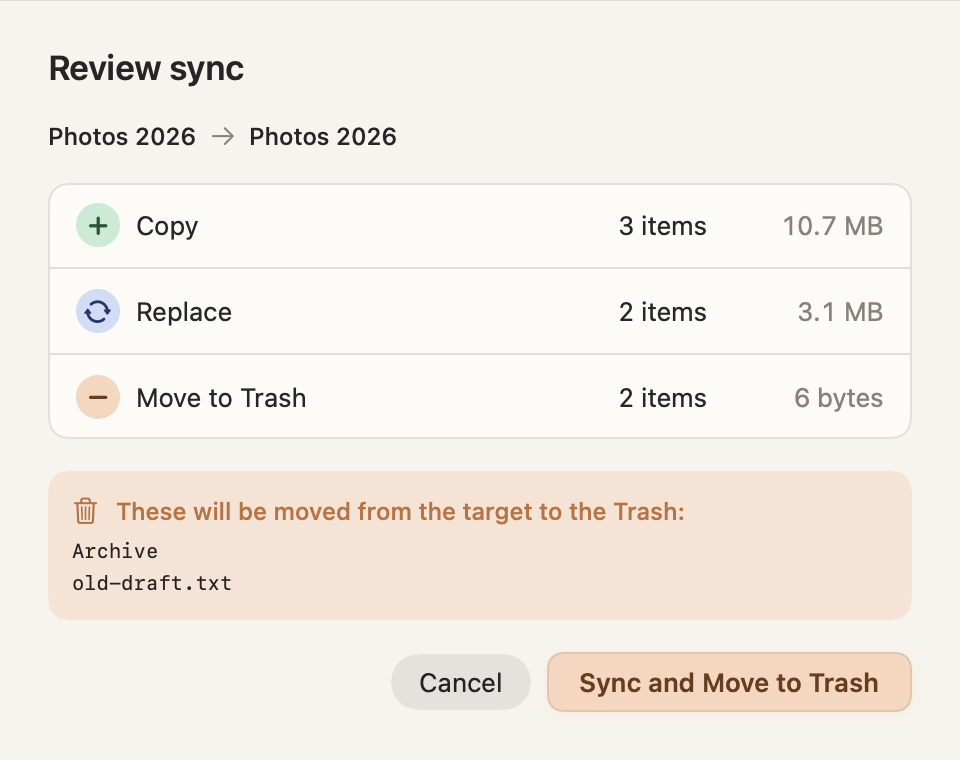 Review sync
Photos 2026 → Photos 2026
Copy 3 items 10.7 MB
Replace 2 items 3.1 MB
Move to Trash 2 items 6 bytes
These will be moved from the target to the Trash:
Archive
old-draft.txt
Cancel Sync and Move to Trash